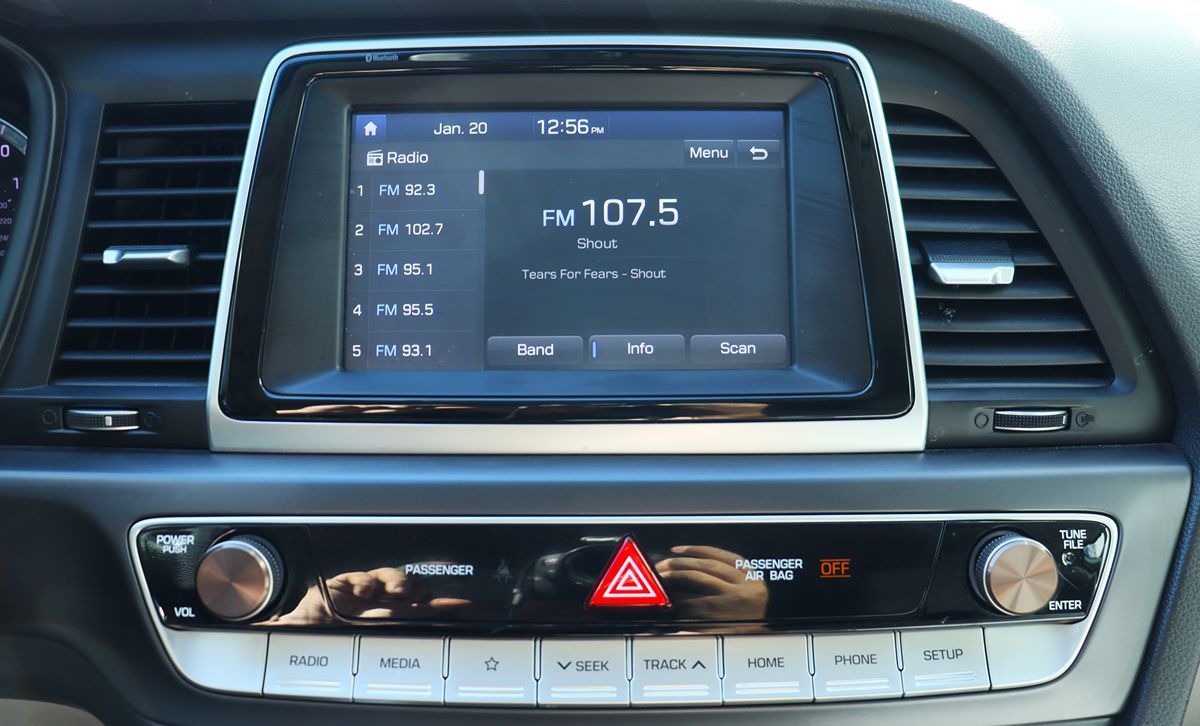 Bluetooth
Jan. 20 12:56 PM
Radio Menu
1 FM 92.3
2 FM 102.7
3 FM 95.1
4 FM 95.5
5 FM 93.1
FM 107.5
Shout
Tears For Fears - Shout
Band Info Scan
POWER
PUSH
VOL
PASSENGER
PASSENGER
AIR BAG
OFF
TUNE
FILE
ENTER
RADIO MEDIA SEEK TRACK HOME PHONE SETUP
0
1
220